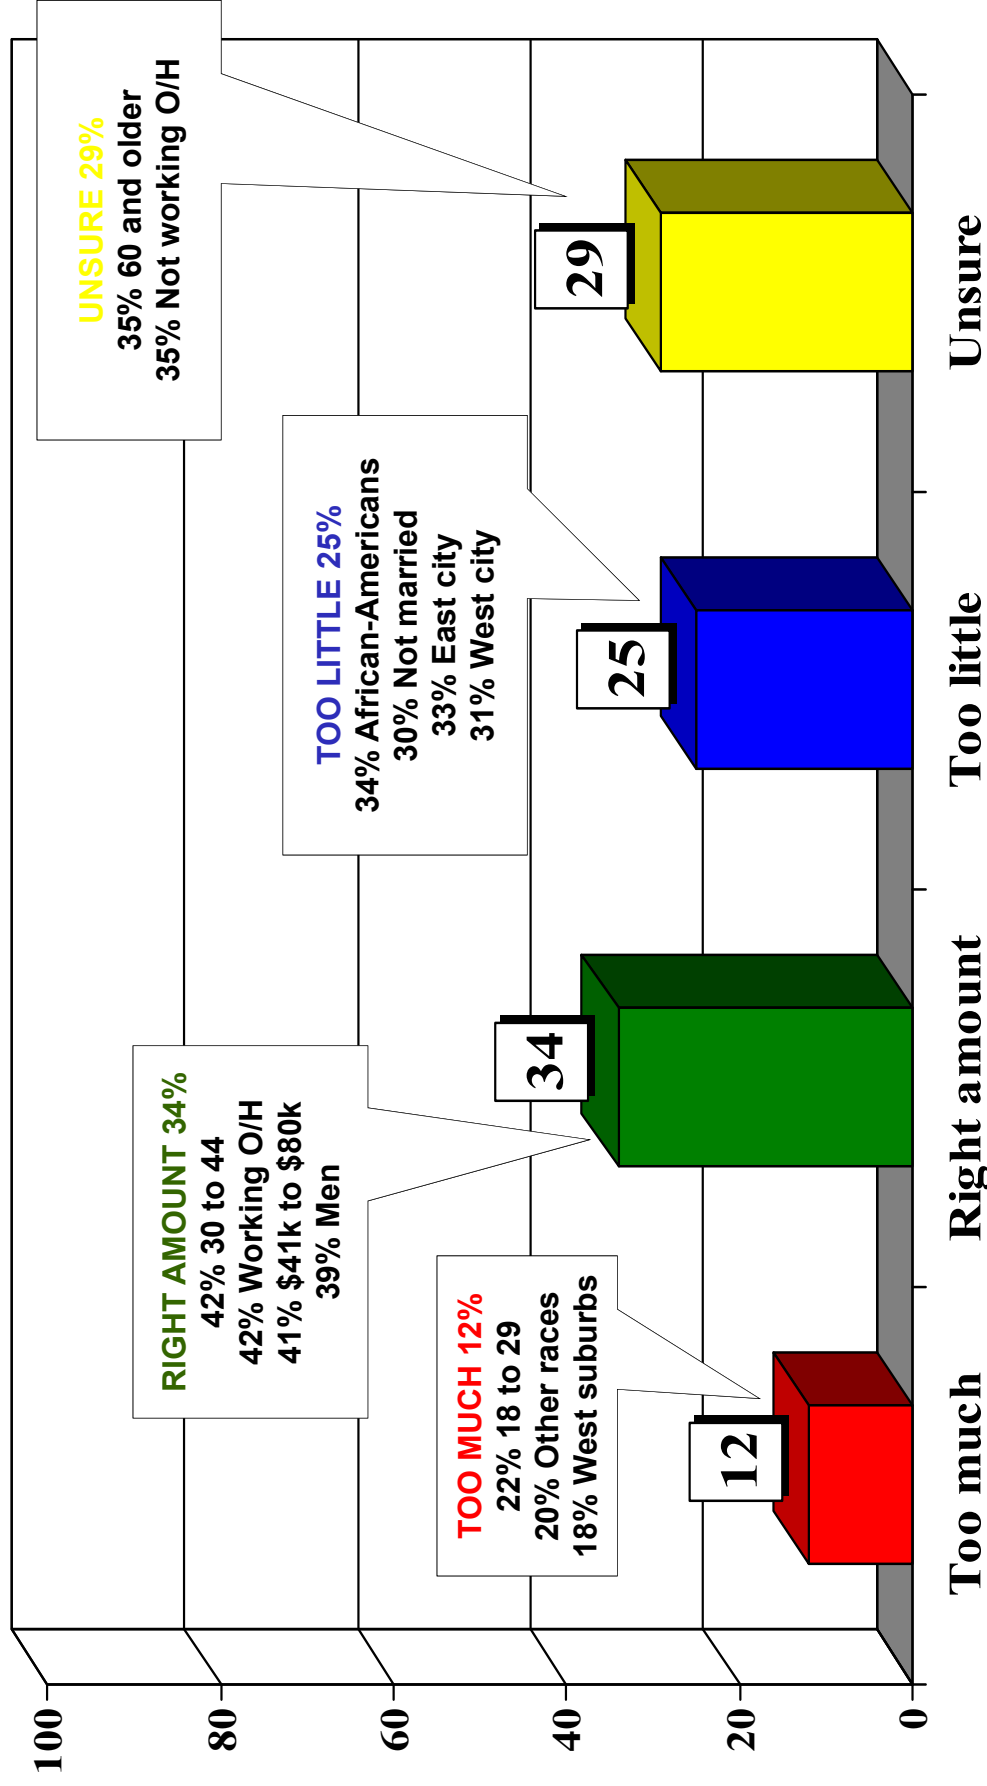 UNSURE 29%
35% 60 and older
35% Not working O/H
TOO LITTLE 25%
34% African-Americans
30% Not married
33% East city
31% West city
RIGHT AMOUNT 34%
42% 30 to 44
42% Working O/H
41% $41k to $80k
39% Men
TOO MUCH 12%
22% 18 to 29
20% Other races
18% West suburbs
100
80
60
40
20
0
12
34
25
29
Too much
Right amount
Too little
Unsure